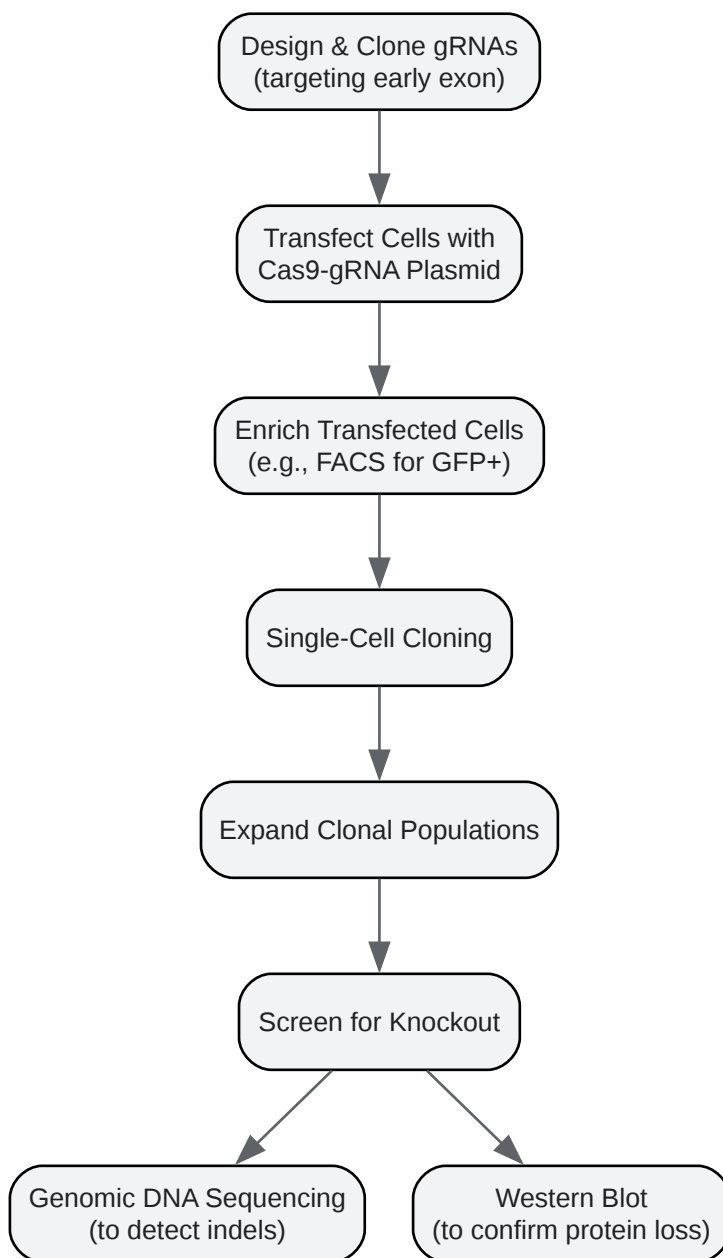 Design & Clone gRNAs
(targeting early exon)
Transfect Cells with
Cas9-gRNA Plasmid
Enrich Transfected Cells
(e.g., FACS for GFP+)
Single-Cell Cloning
Expand Clonal Populations
Screen for Knockout
Genomic DNA Sequencing
(to detect indels)
Western Blot
(to confirm protein loss)